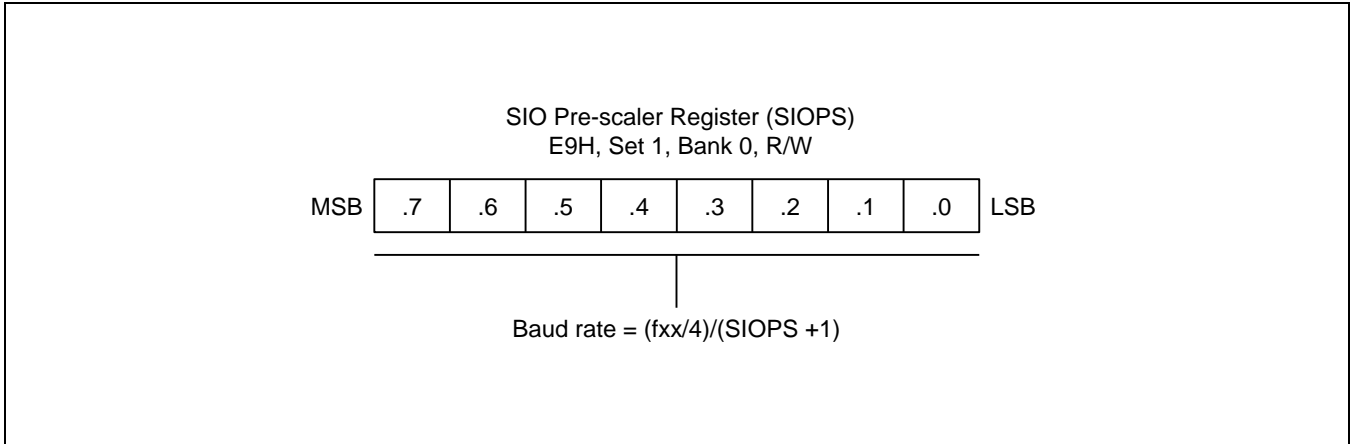 SIO Pre-scaler Register (SIOPS)
E9H, Set 1, Bank 0, R/W
MSB .7 .6 .5 .4 .3 .2 .1 .0 LSB
Baud rate = (fxx/4)/(SIOPS +1)